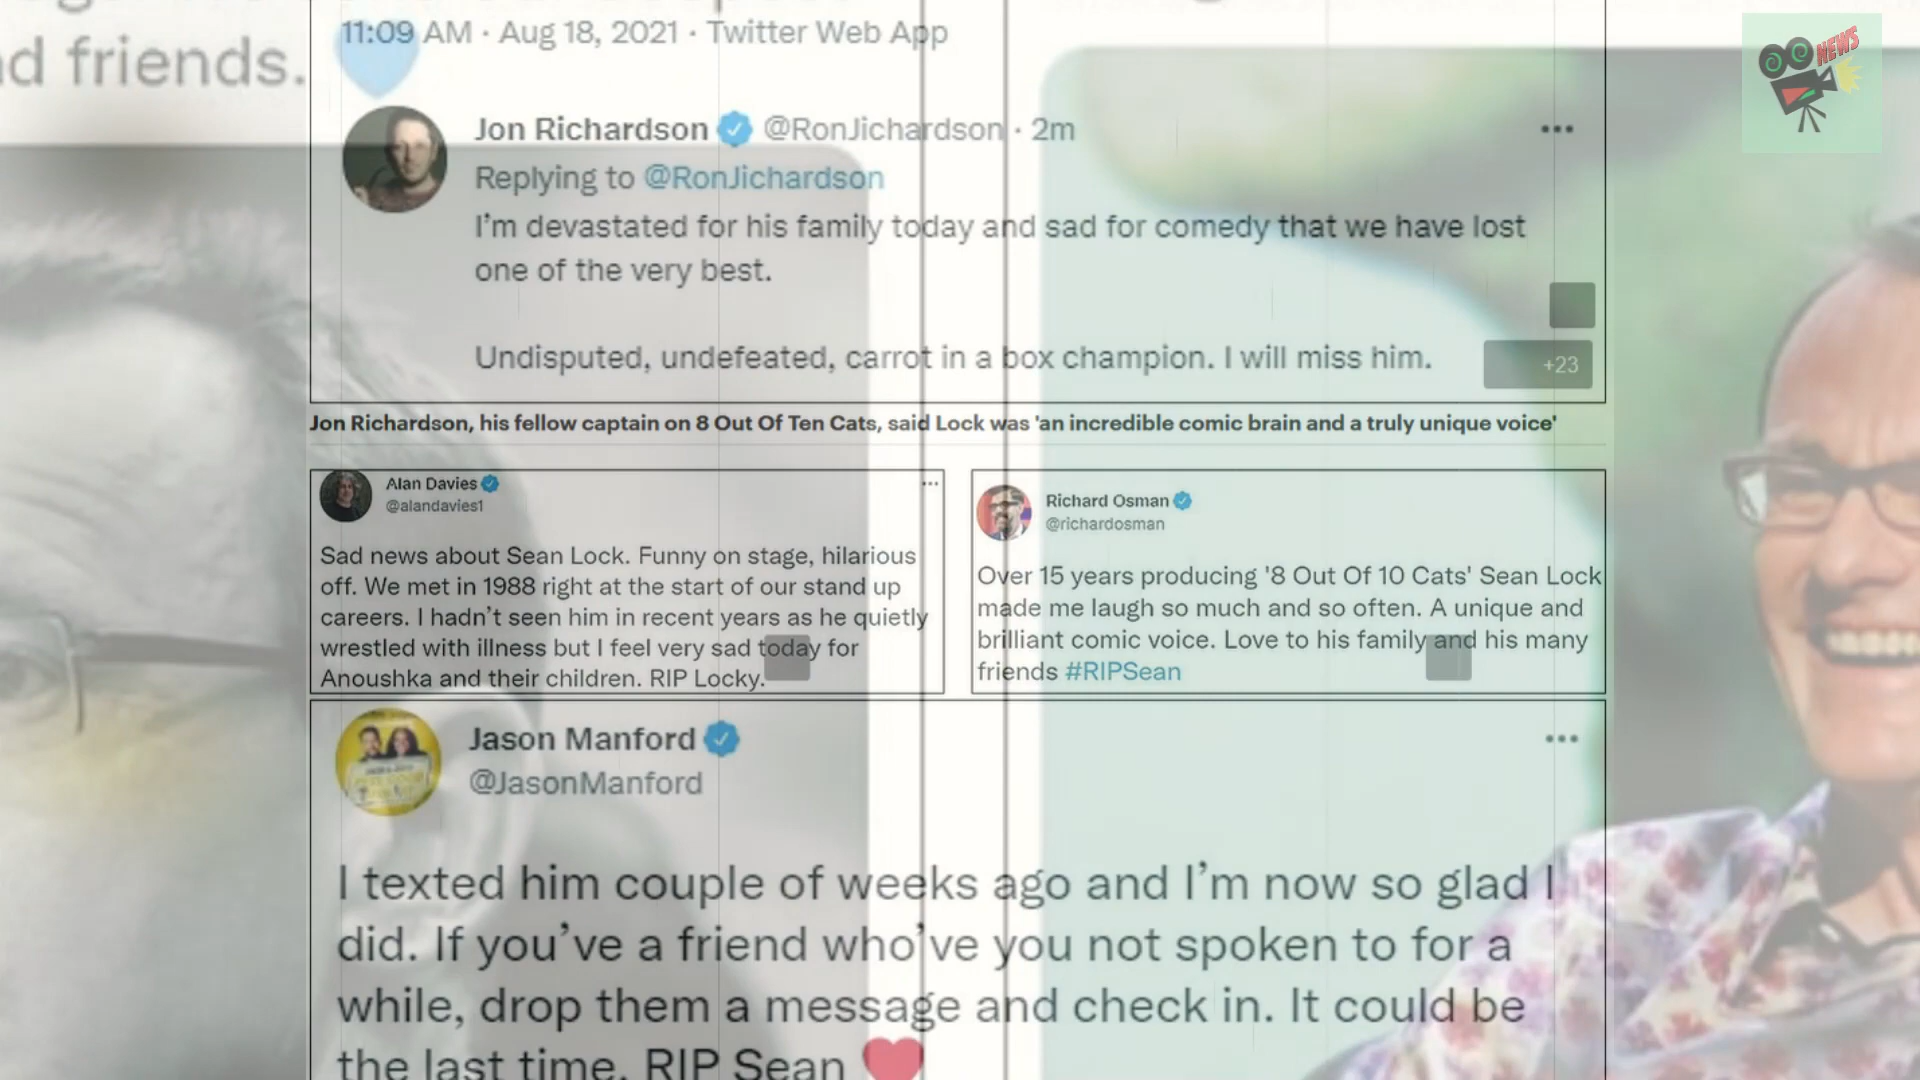 d friends.
11:09 AM · Aug 18, 2021 · Twitter Web App
NEWS
Jon Richardson @RonJichardson · 2m
Replying to @RonJichardson
I'm devastated for his family today and sad for comedy that we have lost
one of the very best.
Undisputed, undefeated, carrot in a box champion. I will miss him.
+23
Jon Richardson, his fellow captain on 8 Out Of Ten Cats, said Lock was 'an incredible comic brain and a truly unique voice'
Alan Davies
@alandavies1
Sad news about Sean Lock. Funny on stage, hilarious
off. We met in 1988 right at the start of our stand up
careers. I hadn't seen him in recent years as he quietly
wrestled with illness but I feel very sad today for
Anoushka and their children. RIP Locky.
Richard Osman
@richardosman
Over 15 years producing '8 Out Of 10 Cats' Sean Lock
made me laugh so much and so often. A unique and
brilliant comic voice. Love to his family and his many
friends #RIPSean
Jason Manford
@JasonManford
I texted him couple of weeks ago and I'm now so glad I
did. If you've a friend who've you not spoken to for a
while, drop them a message and check in. It could be
the last time. RIP Sean ❤